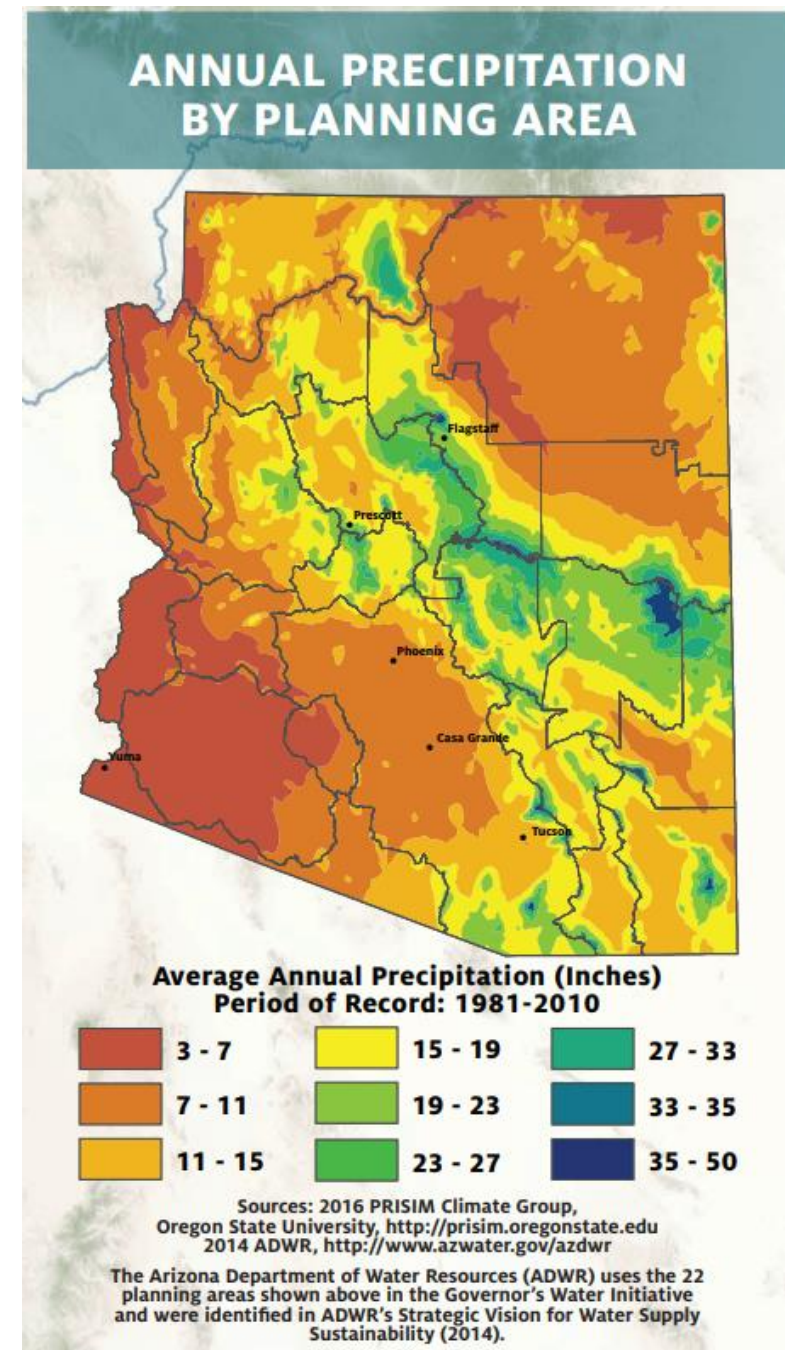 ANNUAL PRECIPITATION
BY PLANNING AREA
Flagstaff
Prescott
Phoenix
Casa Grande
Yuma
Tucson
Average Annual Precipitation (Inches)
Period of Record: 1981-2010
3 - 7
15 - 19
27 - 33
7 - 11
19 - 23
33 - 35
11 - 15
23 - 27
35 - 50
Sources: 2016 PRISIM Climate Group,
Oregon State University, http://prisim.oregonstate.edu
2014 ADWR, http://www.azwater.gov/azdwr
The Arizona Department of Water Resources (ADWR) uses the 22
planning areas shown above in the Governor's Water Initiative
and were identified in ADWR's Strategic Vision for Water Supply
Sustainability (2014).